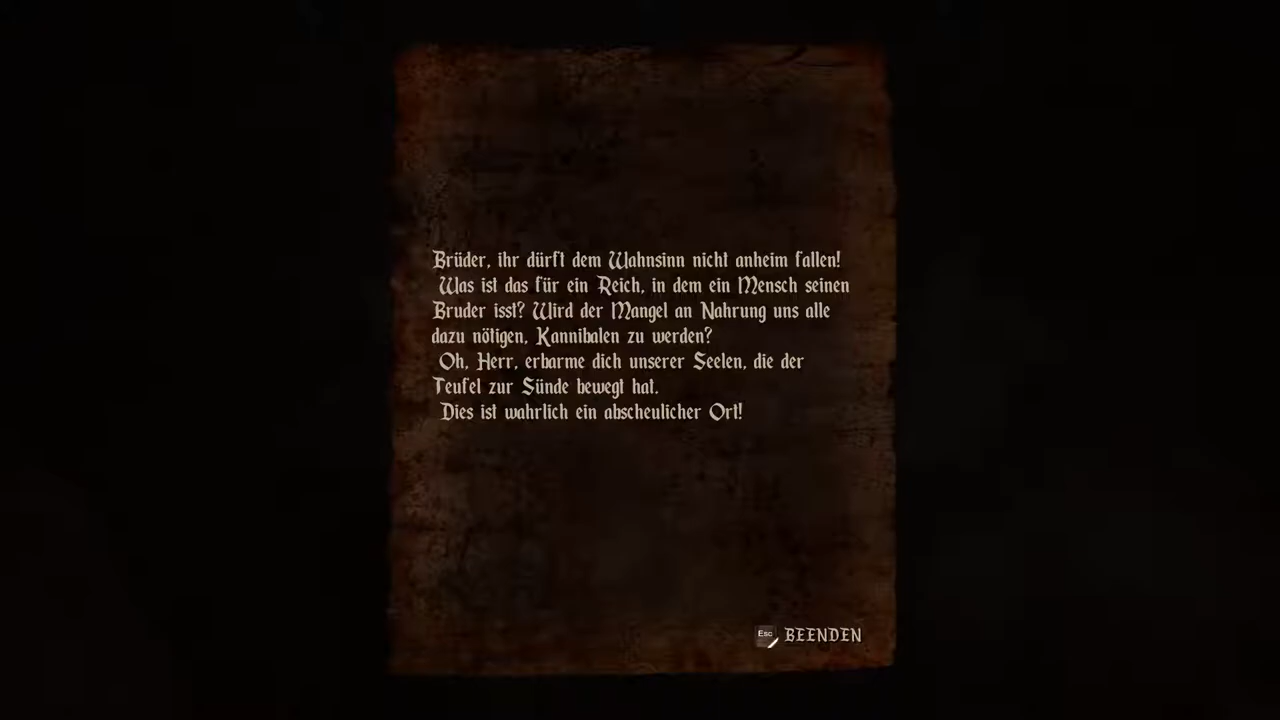 Brüder, ihr dürft dem Wahnsinn nicht anheim fallen!
Was ist das für ein Reich, in dem ein Mensch seinen
Bruder isst? Wird der Mangel an Nahrung uns alle
dazu nötigen, Kannibalen zu werden?
Oh, Herr, erbarme dich unserer Seelen, die der
Teufel zur Sünde bewegt hat.
Dies ist wahrlich ein abscheulicher Ort!
Esc BEENDEN